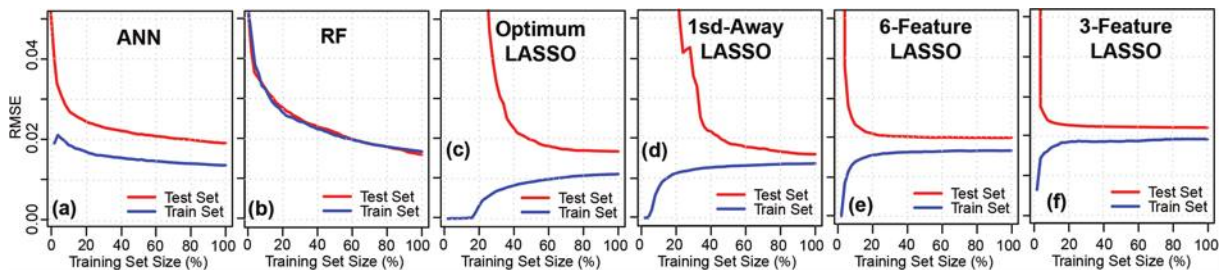 RMSE
0.04
0.02
0.00
ANN
(a)
Test Set
Train Set
0 20 40 60 80 100
Training Set Size (%)
RF
(b)
Test Set
Train Set
0 20 40 60 80 100
Training Set Size (%)
Optimum
LASSO
(c)
Test Set
Train Set
0 20 40 60 80 100
Training Set Size (%)
1sd-Away
LASSO
(d)
Test Set
Train Set
0 20 40 60 80 100
Training Set Size (%)
6-Feature
LASSO
(e)
Test Set
Train Set
0 20 40 60 80 100
Training Set Size (%)
3-Feature
LASSO
(f)
Test Set
Train Set
0 20 40 60 80 100
Training Set Size (%)